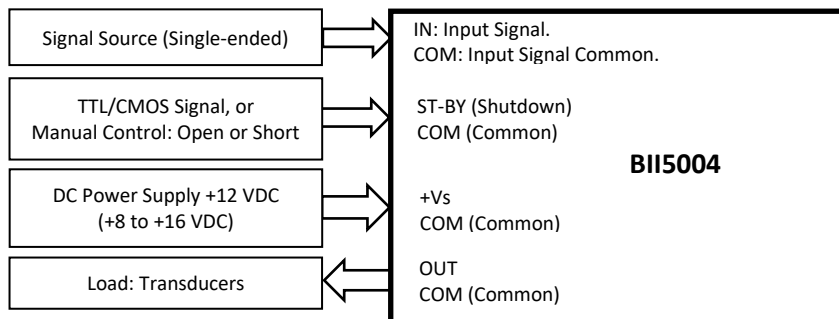 Signal Source (Single-ended)
IN: Input Signal.
COM: Input Signal Common.
TTL/CMOS Signal, or
Manual Control: Open or Short
ST-BY (Shutdown)
COM (Common)
BII5004
DC Power Supply +12 VDC
(+8 to +16 VDC)
+Vs
COM (Common)
Load: Transducers
OUT
COM (Common)